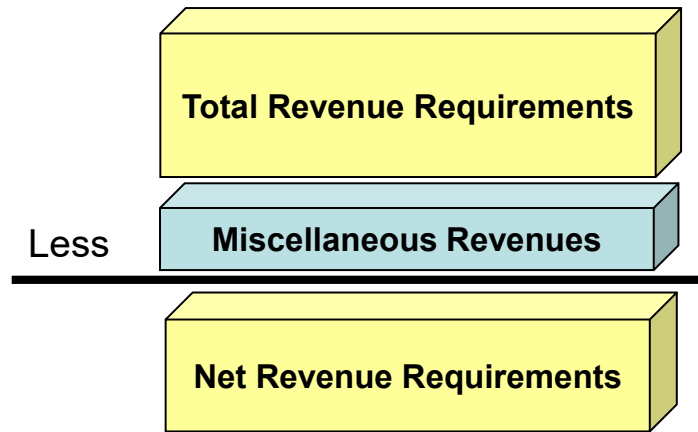 Total Revenue Requirements
Less Miscellaneous Revenues
Net Revenue Requirements